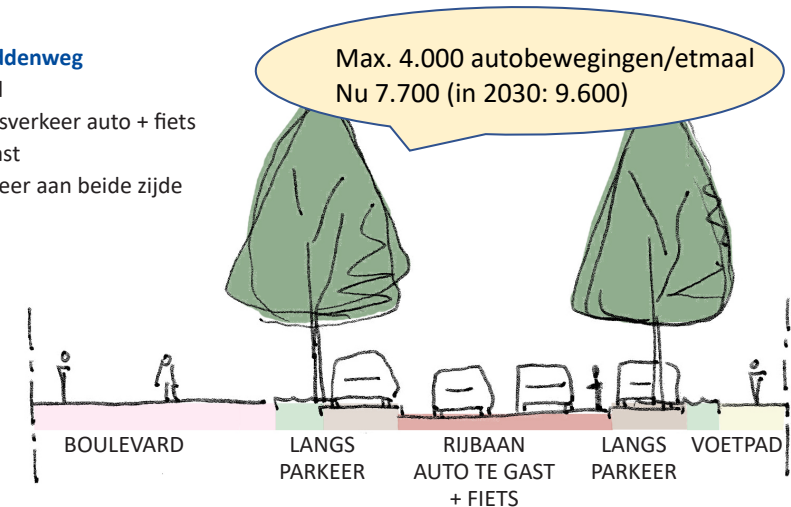 ddenweg
sverkeer auto + fiets
ast
eer aan beide zijde
Max. 4.000 autobewegingen/etmaal
Nu 7.700 (in 2030: 9.600)
BOULEVARD
LANGS
PARKEER
RIJBAAN
AUTO TE GAST
+ FIETS
LANGS
PARKEER
VOETPAD